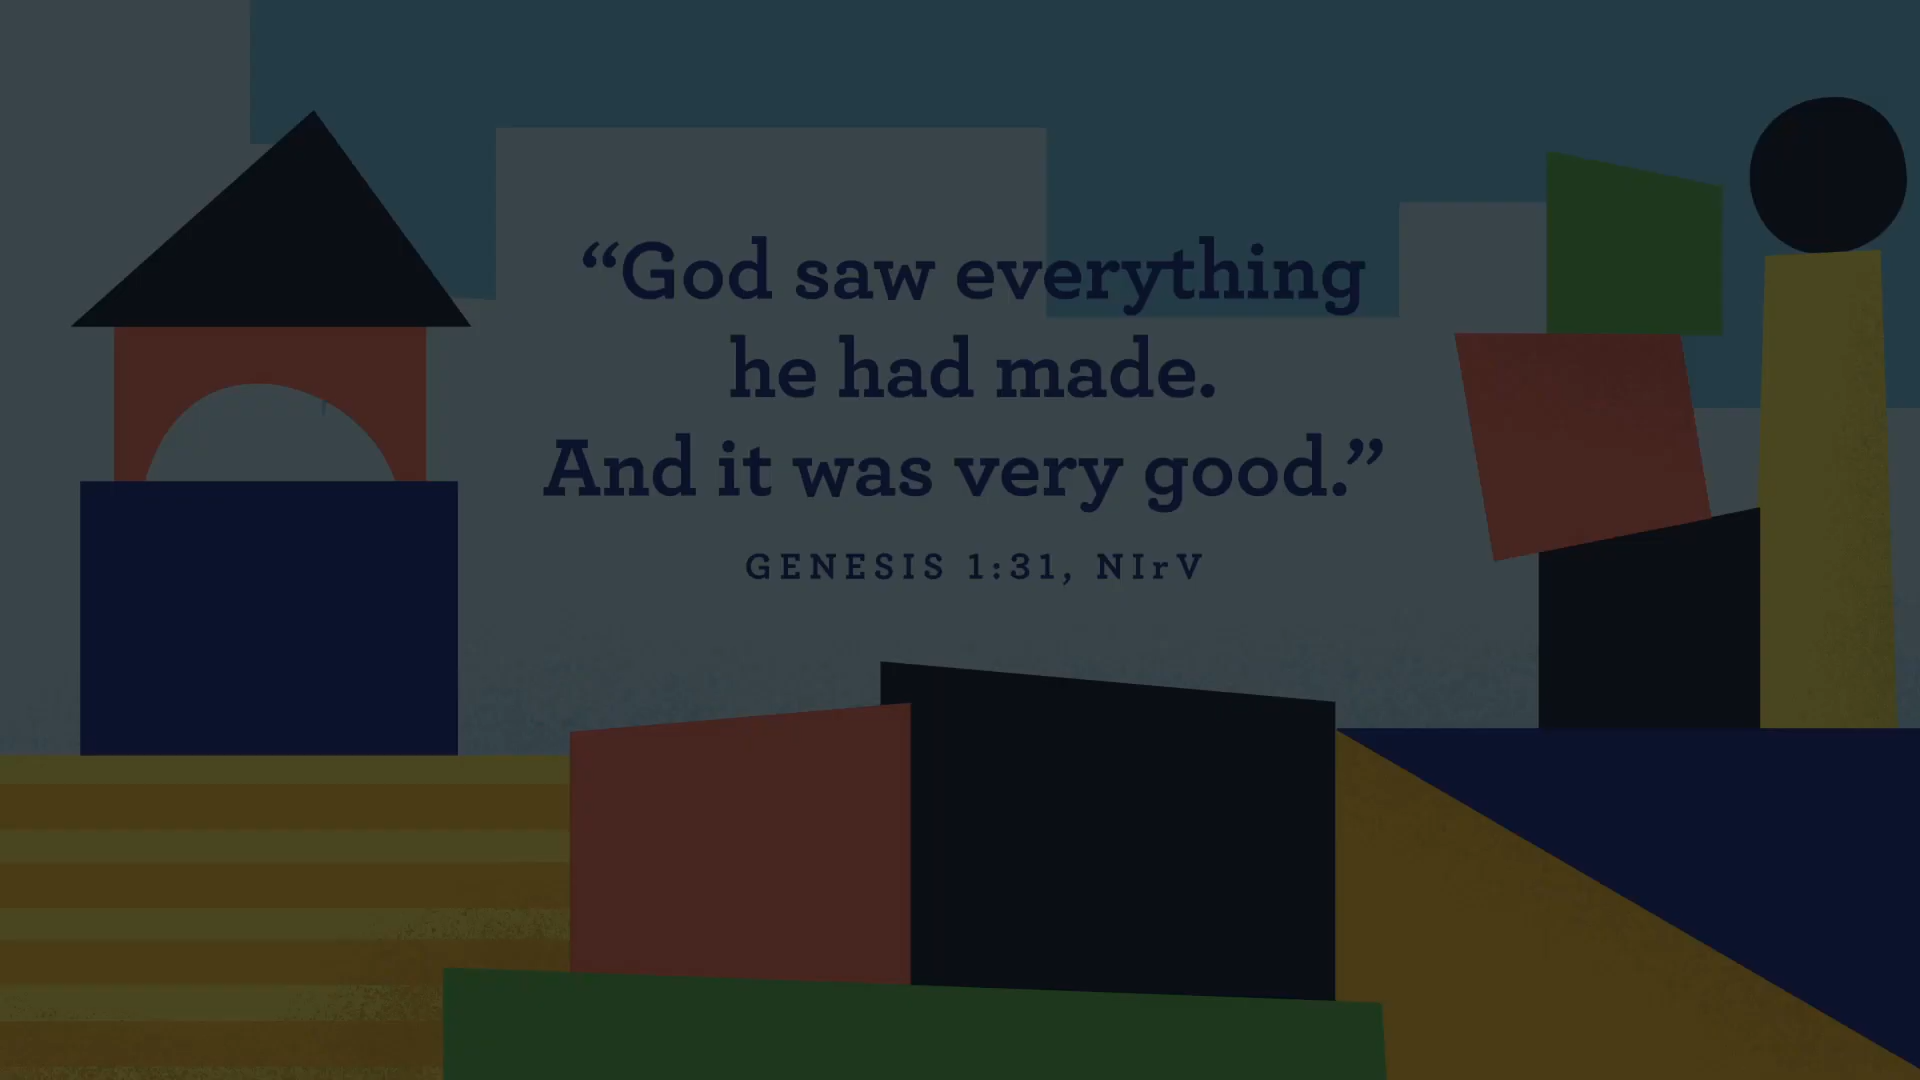 “God saw everything
he had made.
And it was very good.”
GENESIS 1:31, NIrV